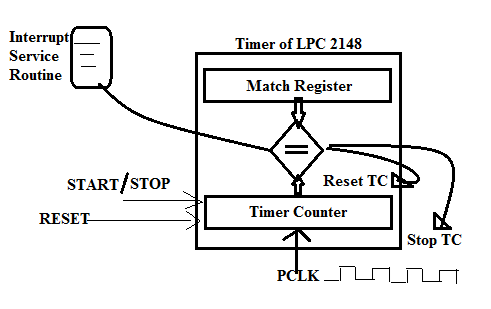 Interrupt
Service
Routine
Timer of LPC 2148
Match Register
=
START/STOP
RESET
Reset TC
Timer Counter
Stop TC
PCLK